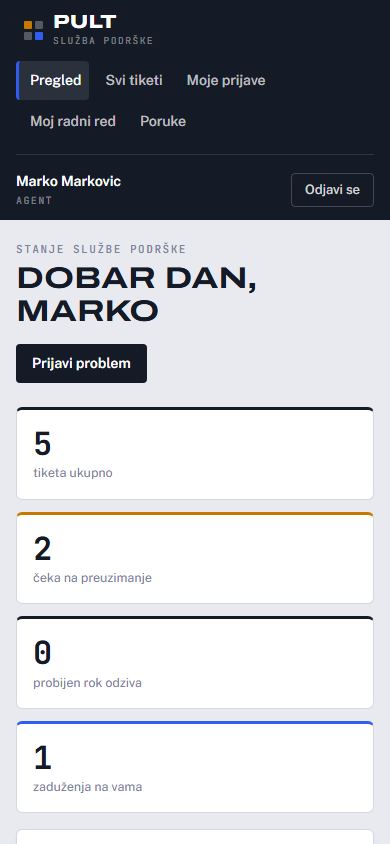 PULT
SLUŽBA PODRŠKE
Pregled Svi tiketi Moje prijave
Moj radni red Poruke
Marko Markovic
AGENT
Odjavi se
STANJE SLUŽBE PODRŠKE
DOBAR DAN,
MARKO
Prijavi problem
5
tiketa ukupno
2
čeka na preuzimanje
0
probijen rok odziva
1
zaduženja na vama